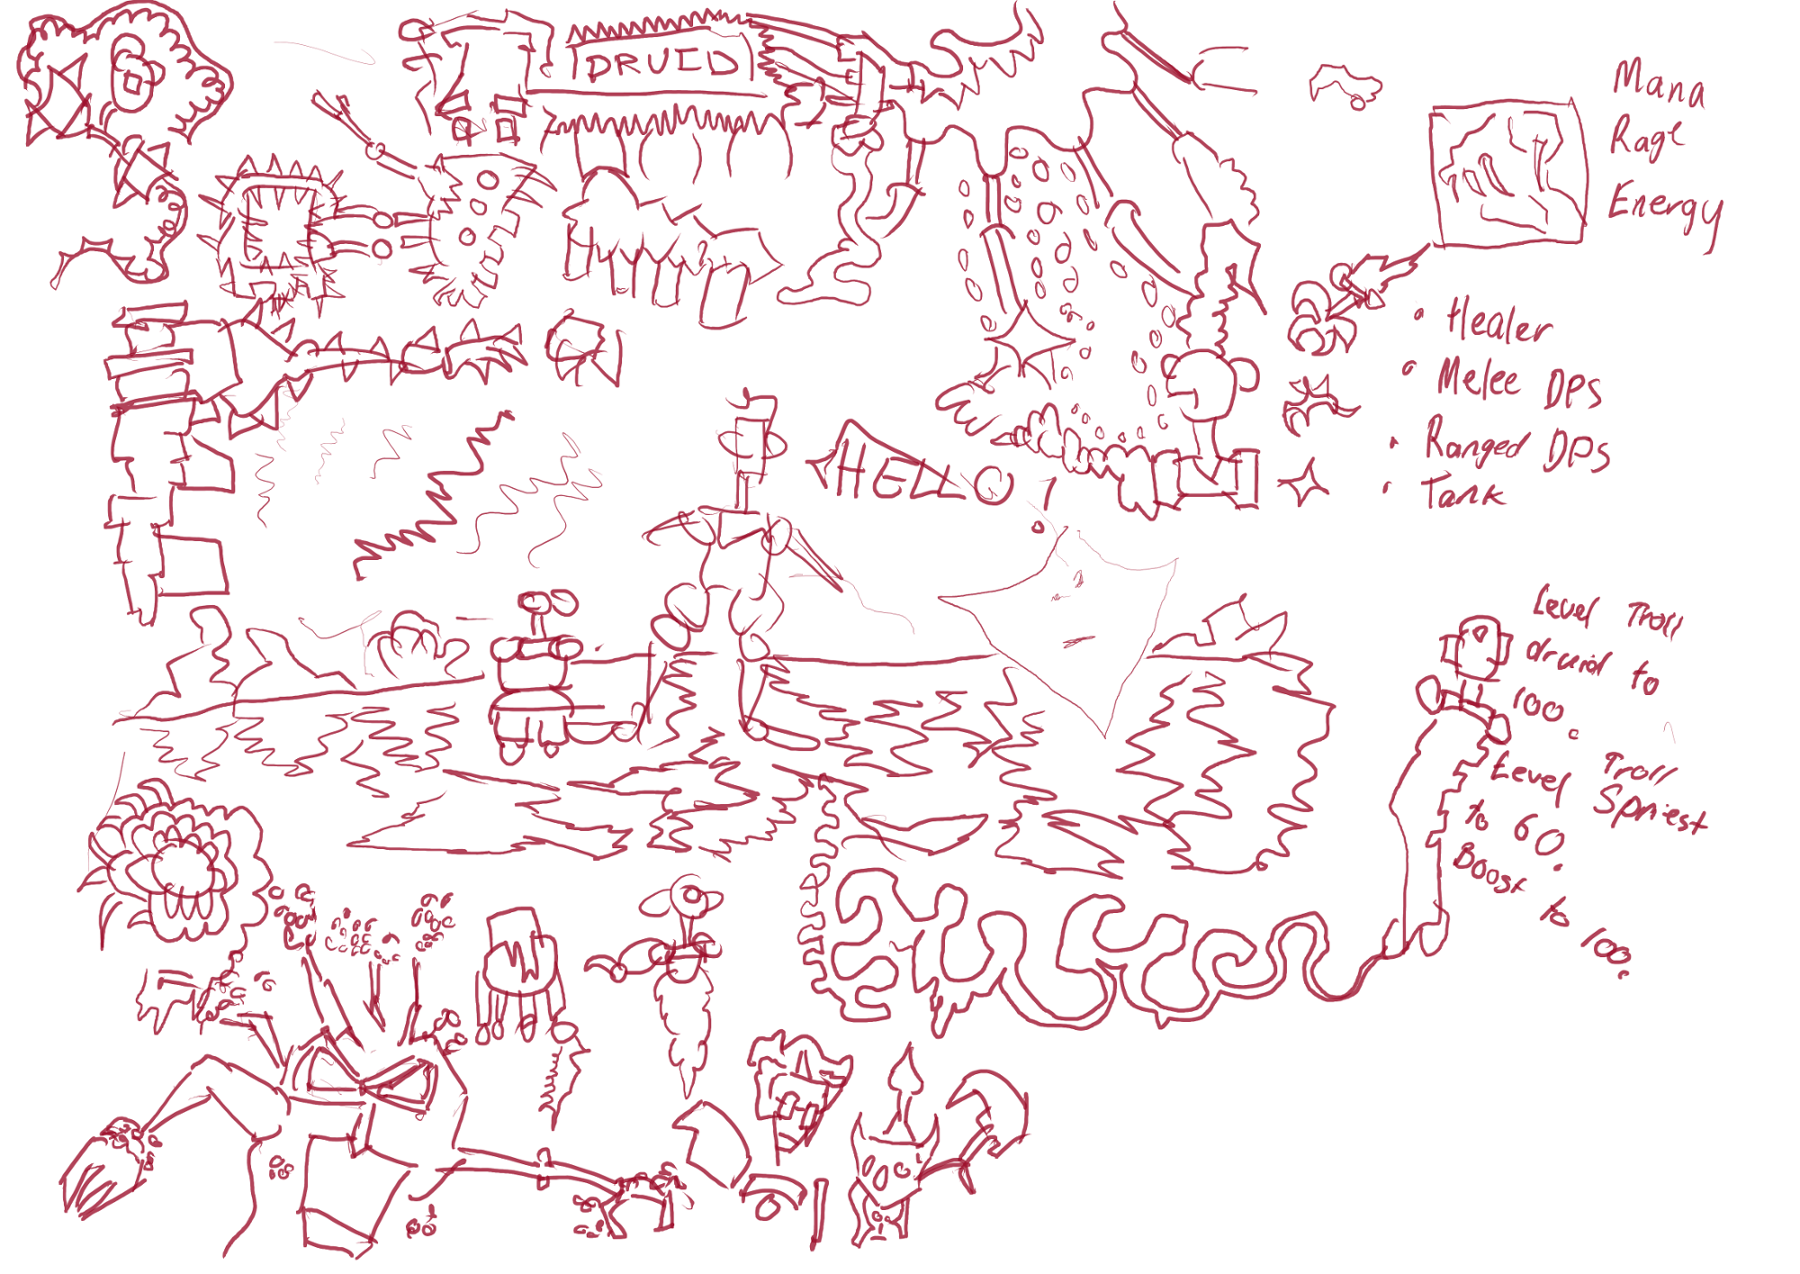 DRUID
Mana
Rage
Energy
• Healer
• Melee DPS
• Ranged DPS
• Tank
HELLO!
Level Troll
druid to
100.
Level Troll
Spriest
to 60.
Boost to 100.